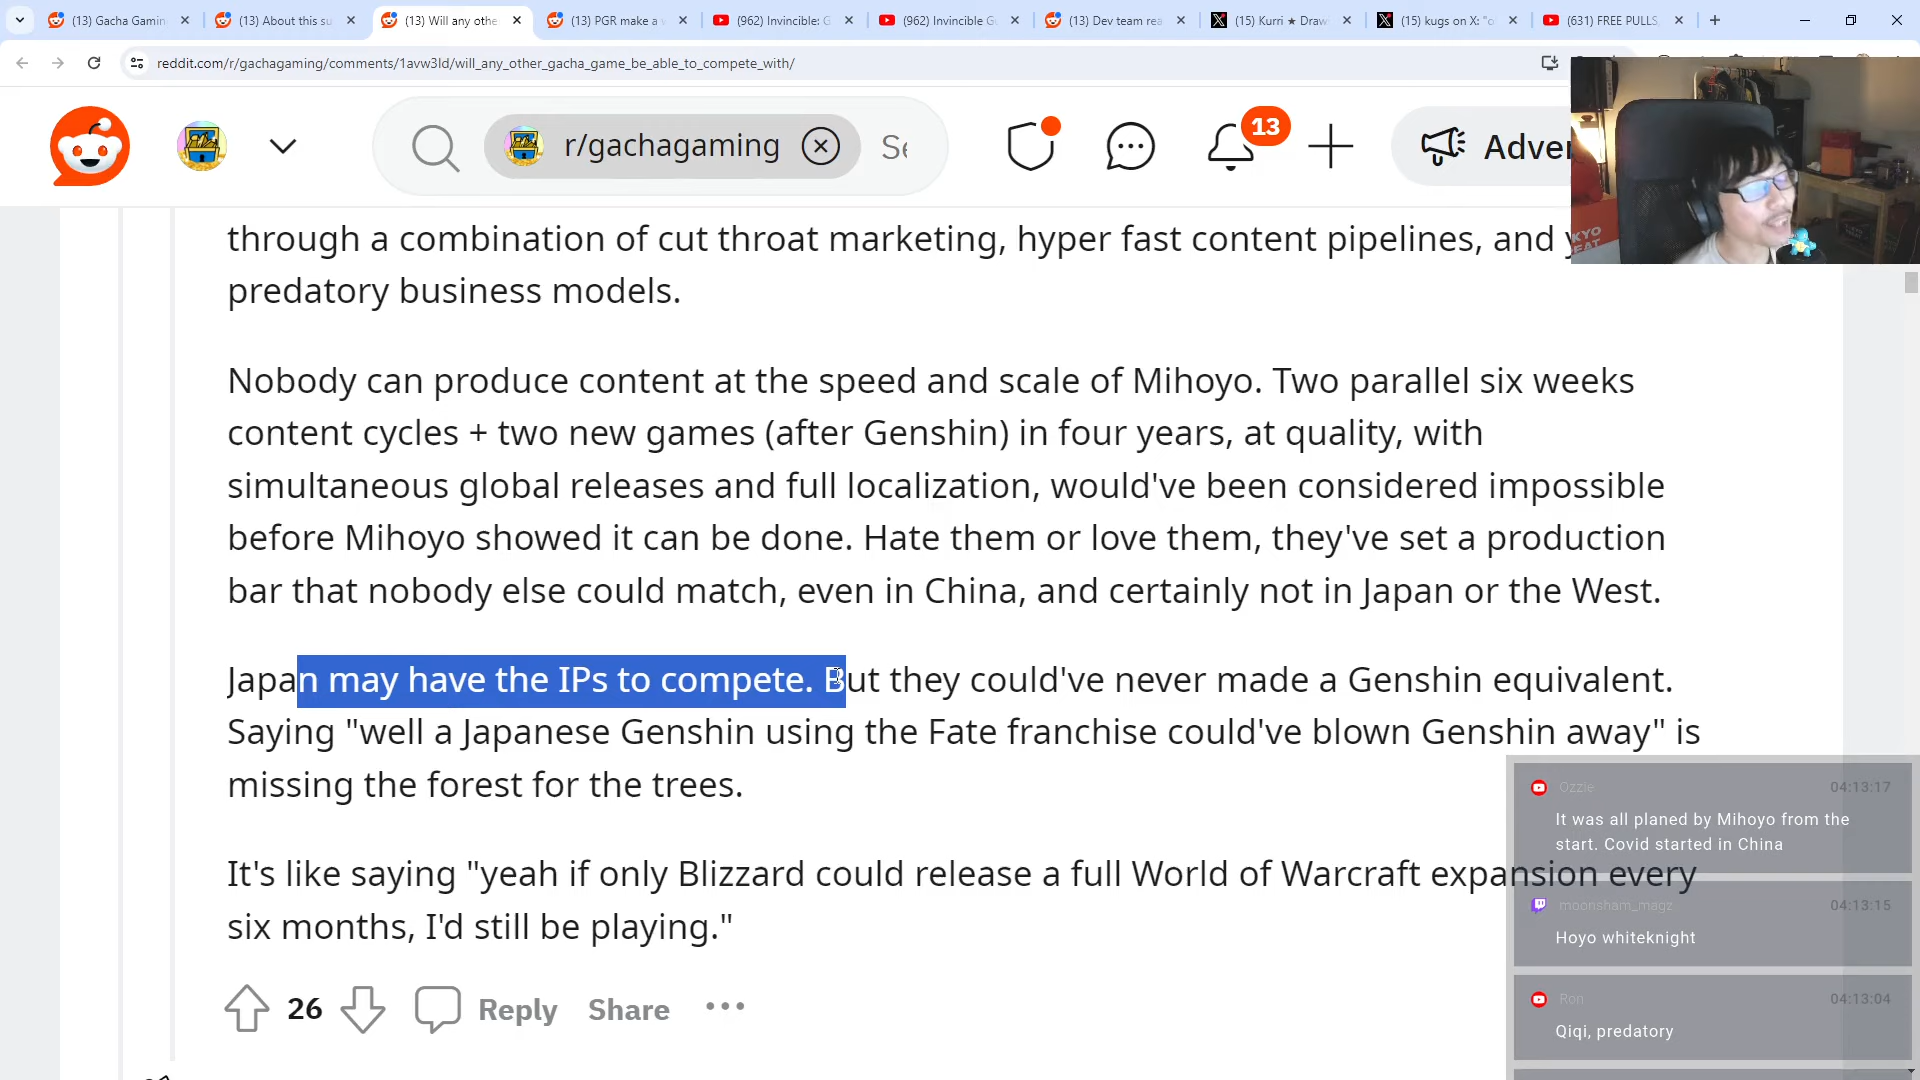 (13) Gacha Gamin
(13) About this su
(13) Will any othe
(13) PGR make a
(962) Invincible: G
(962) Invincible G
(13) Dev team rea
(15) Kurri ★ Draw
(15) kugs on X: "o
(631) FREE PULLS
reddit.com/r/gachagaming/comments/1avw3ld/will_any_other_gacha_game_be_able_to_compete_with/
r/gachagaming
13
through a combination of cut throat marketing, hyper fast content pipelines, and
predatory business models.
Nobody can produce content at the speed and scale of Mihoyo. Two parallel six weeks
content cycles + two new games (after Genshin) in four years, at quality, with
simultaneous global releases and full localization, would've been considered impossible
before Mihoyo showed it can be done. Hate them or love them, they've set a production
bar that nobody else could match, even in China, and certainly not in Japan or the West.
Japan may have the IPs to compete. But they could've never made a Genshin equivalent.
Saying "well a Japanese Genshin using the Fate franchise could've blown Genshin away" is
missing the forest for the trees.
It's like saying "yeah if only Blizzard could release a full World of Warcraft expansion every
six months, I'd still be playing."
26
Reply
Share
Ozzie 04:13:17
It was all planed by Mihoyo from the
start. Covid started in China
moonsham_magz 04:13:15
Hoyo whiteknight
Ron 04:13:04
Qiqi, predatory